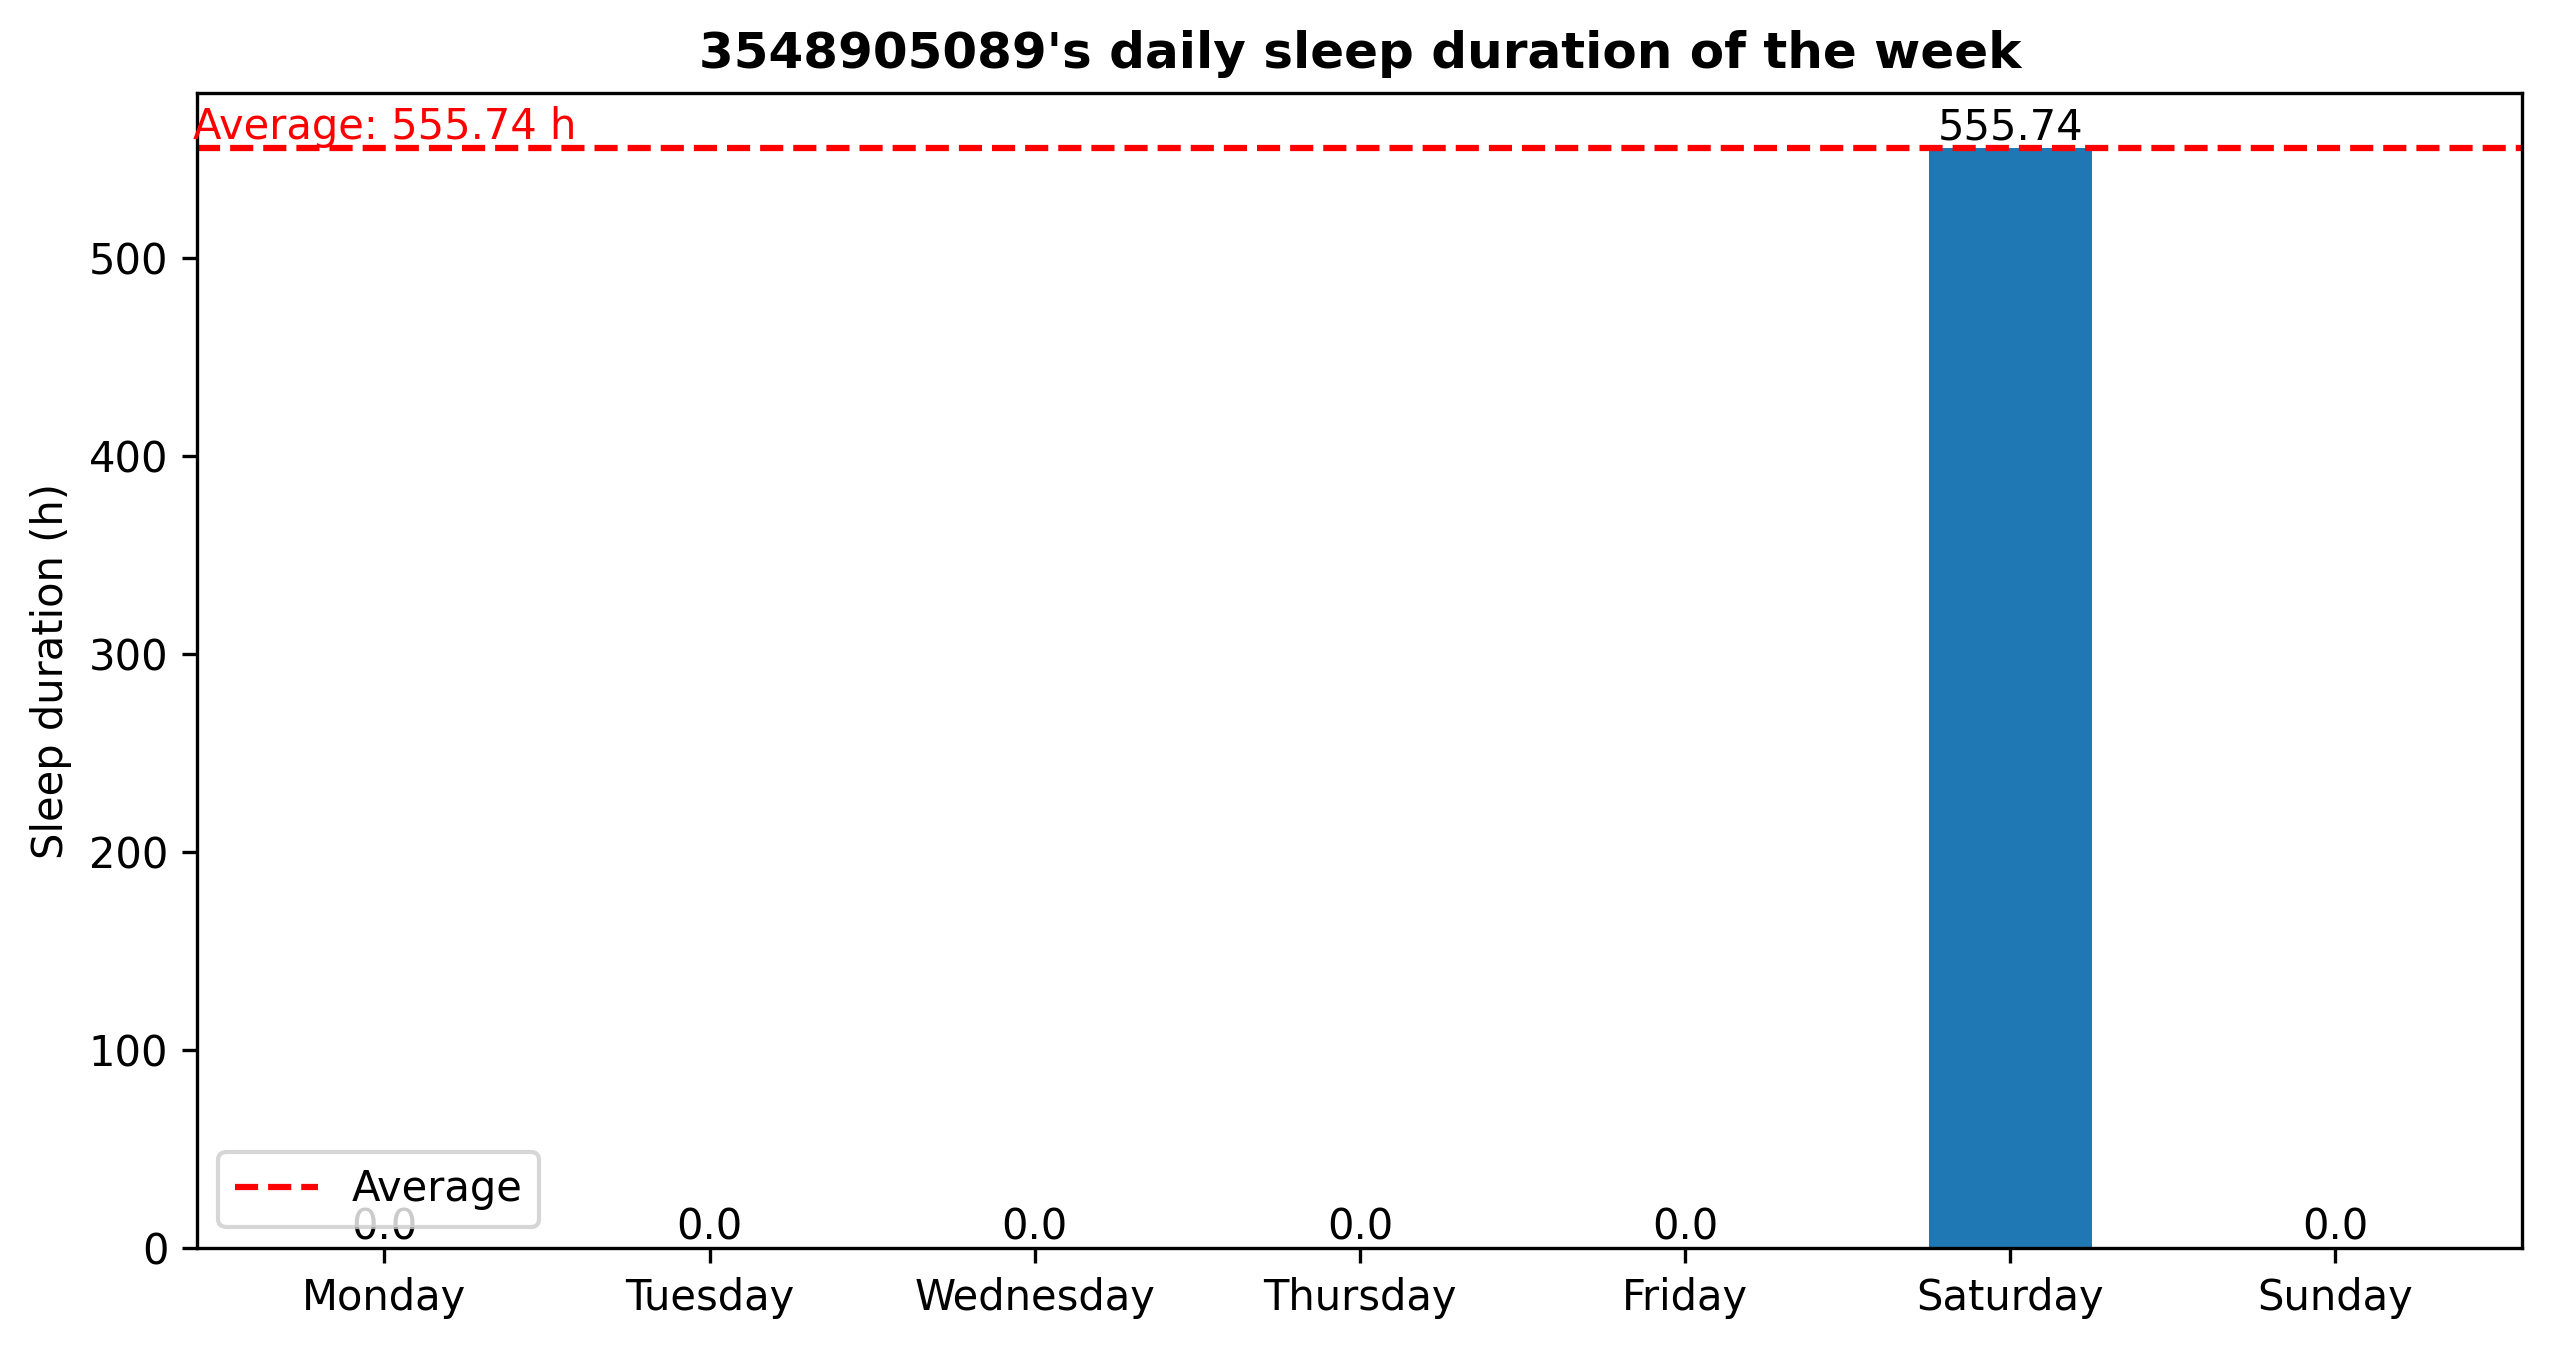 3548905089's daily sleep duration of the week
Average: 555.74 h
555.74
Sleep duration (h)
500
400
300
200
100
0
Average
0.0
0.0
0.0
0.0
0.0
0.0
Monday
Tuesday
Wednesday
Thursday
Friday
Saturday
Sunday